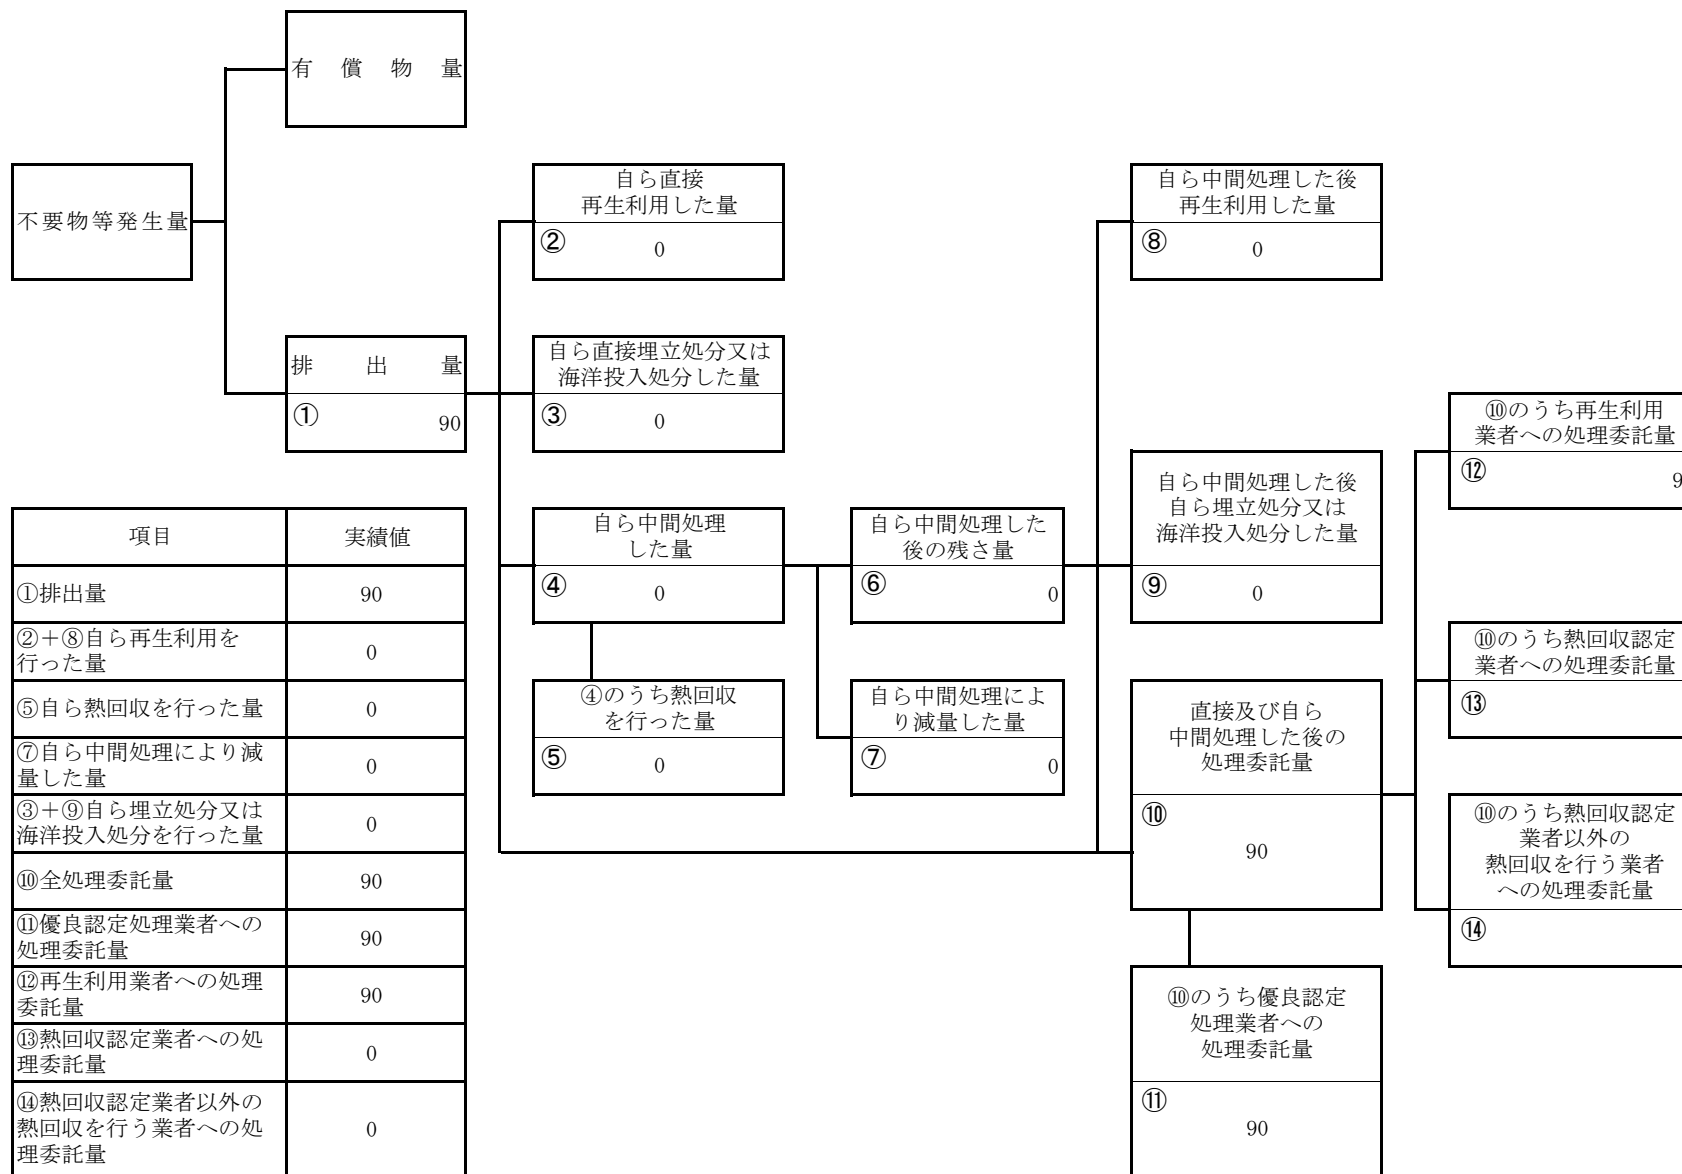 有償物量
不要物等発生量
自ら直接
再生利用した量
②
0
自ら中間処理した後
再生利用した量
⑧
0
排出量
①
90
自ら直接埋立処分又は
海洋投入処分した量
③
0
⑩のうち再生利用
業者への処理委託量
⑫
9
自ら中間処理
した量
④
0
自ら中間処理した
後の残さ量
⑥
0
自ら中間処理した後
自ら埋立処分又は
海洋投入処分した量
⑨
0
⑩のうち熱回収認定
業者への処理委託量
⑬
④のうち熱回収
を行った量
⑤
0
自ら中間処理によ
り減量した量
⑦
0
直接及び自ら
中間処理した後の
処理委託量
⑩
90
⑩のうち熱回収認定
業者以外の
熱回収を行う業者
への処理委託量
⑭
⑩のうち優良認定
処理業者への
処理委託量
⑪
90
項目 実績値
①排出量 90
②+⑧自ら再生利用を
行った量 0
⑤自ら熱回収を行った量 0
⑦自ら中間処理により減
量した量 0
③+⑨自ら埋立処分又は
海洋投入処分を行った量 0
⑩全処理委託量 90
⑪優良認定処理業者への
処理委託量 90
⑫再生利用業者への処理
委託量 90
⑬熱回収認定業者への処
理委託量 0
⑭熱回収認定業者以外の
熱回収を行う業者への処
理委託量 0